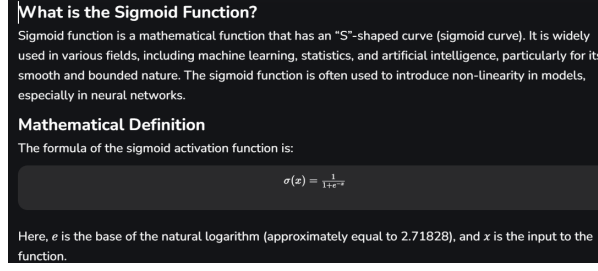 What is the Sigmoid Function?
Sigmoid function is a mathematical function that has an “S”-shaped curve (sigmoid curve). It is widely
used in various fields, including machine learning, statistics, and artificial intelligence, particularly for its
smooth and bounded nature. The sigmoid function is often used to introduce non-linearity in models,
especially in neural networks.
Mathematical Definition
The formula of the sigmoid activation function is:
σ(x) = 1/(1+e^{-x})
Here, e is the base of the natural logarithm (approximately equal to 2.71828), and x is the input to the
function.